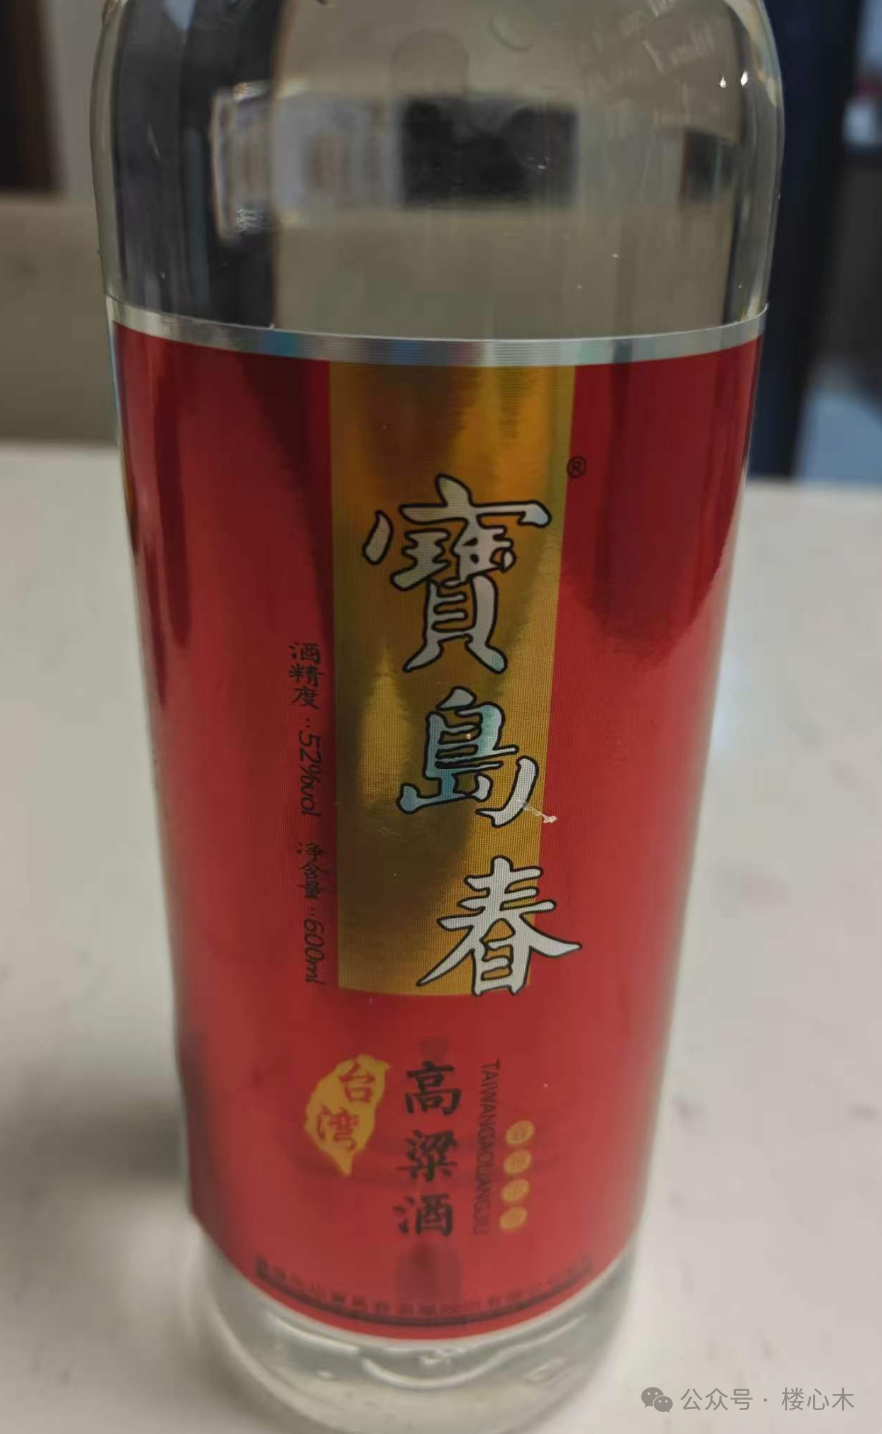 寶島春
®
酒精度：52%vol 净含量：600ml
台湾
高粱酒
TAIWANGAOLIANGJIU
公众号 · 楼心木